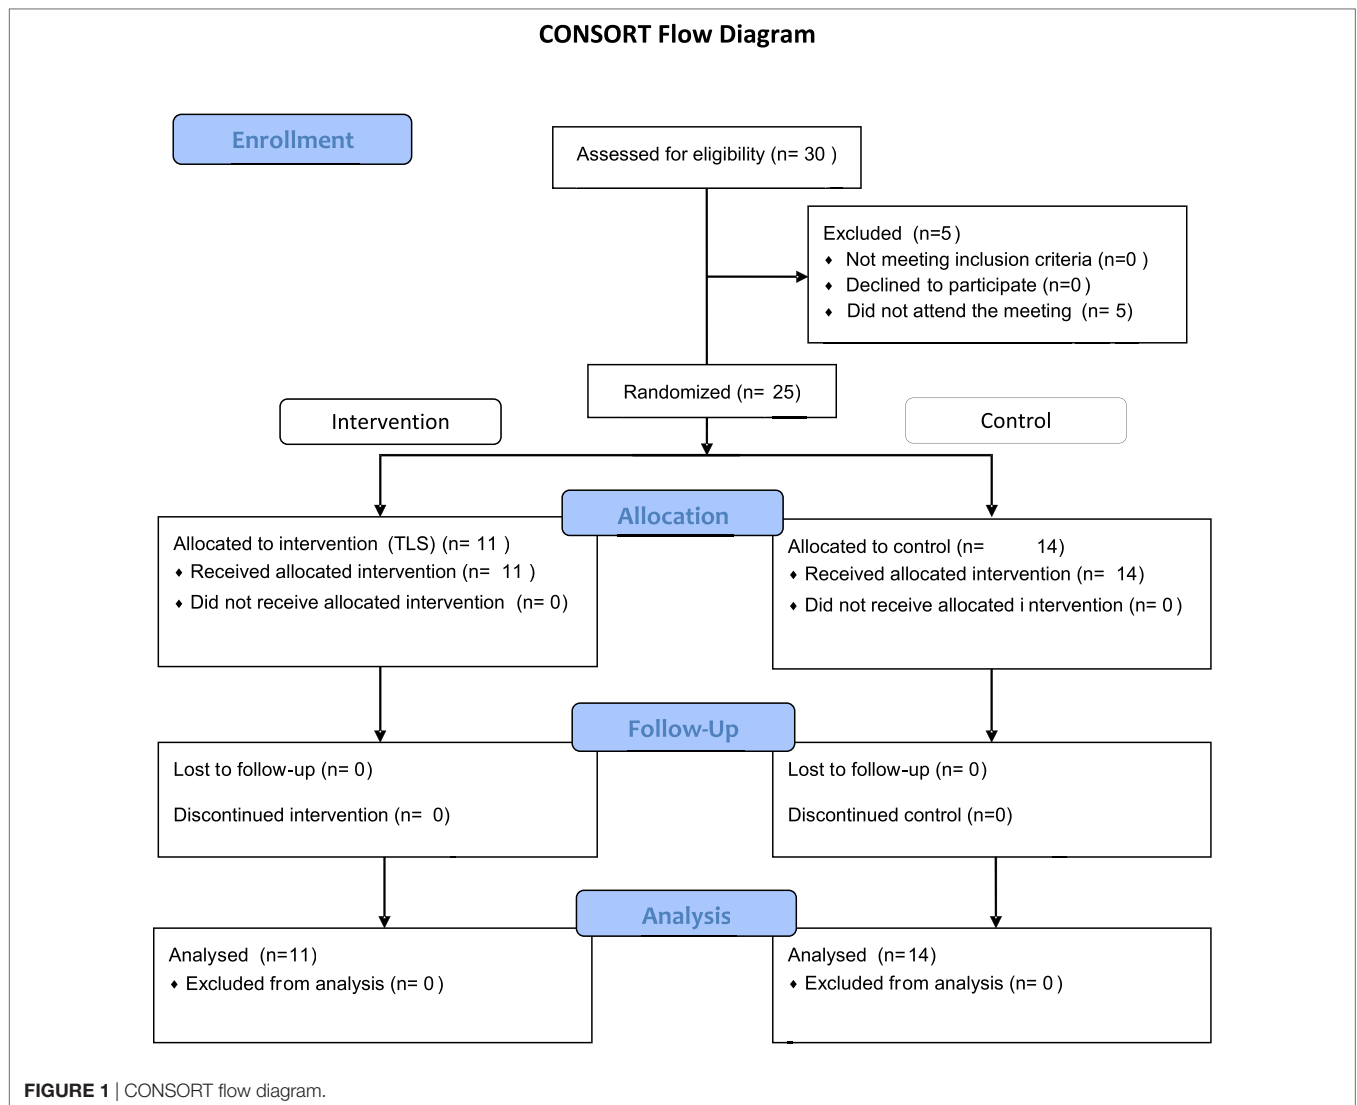 CONSORT Flow Diagram
Enrollment
Assessed for eligibility (n= 30 )
Excluded (n=5)
♦ Not meeting inclusion criteria (n=0 )
♦ Declined to participate (n=0)
♦ Did not attend the meeting (n= 5)
Randomized (n= 25)
Intervention
Control
Allocation
Allocated to intervention (TLS) (n= 11 )
♦ Received allocated intervention (n= 11 )
♦ Did not receive allocated intervention (n= 0)
Allocated to control (n= 14)
♦ Received allocated intervention (n= 14)
♦ Did not receive allocated i ntervention (n= 0 )
Follow-Up
Lost to follow-up (n= 0)
Discontinued intervention (n= 0)
Lost to follow-up (n= 0)
Discontinued control (n=0)
Analysis
Analysed (n=11)
♦ Excluded from analysis (n= 0 )
Analysed (n=14)
♦ Excluded from analysis (n= 0 )
FIGURE 1 | CONSORT flow diagram.